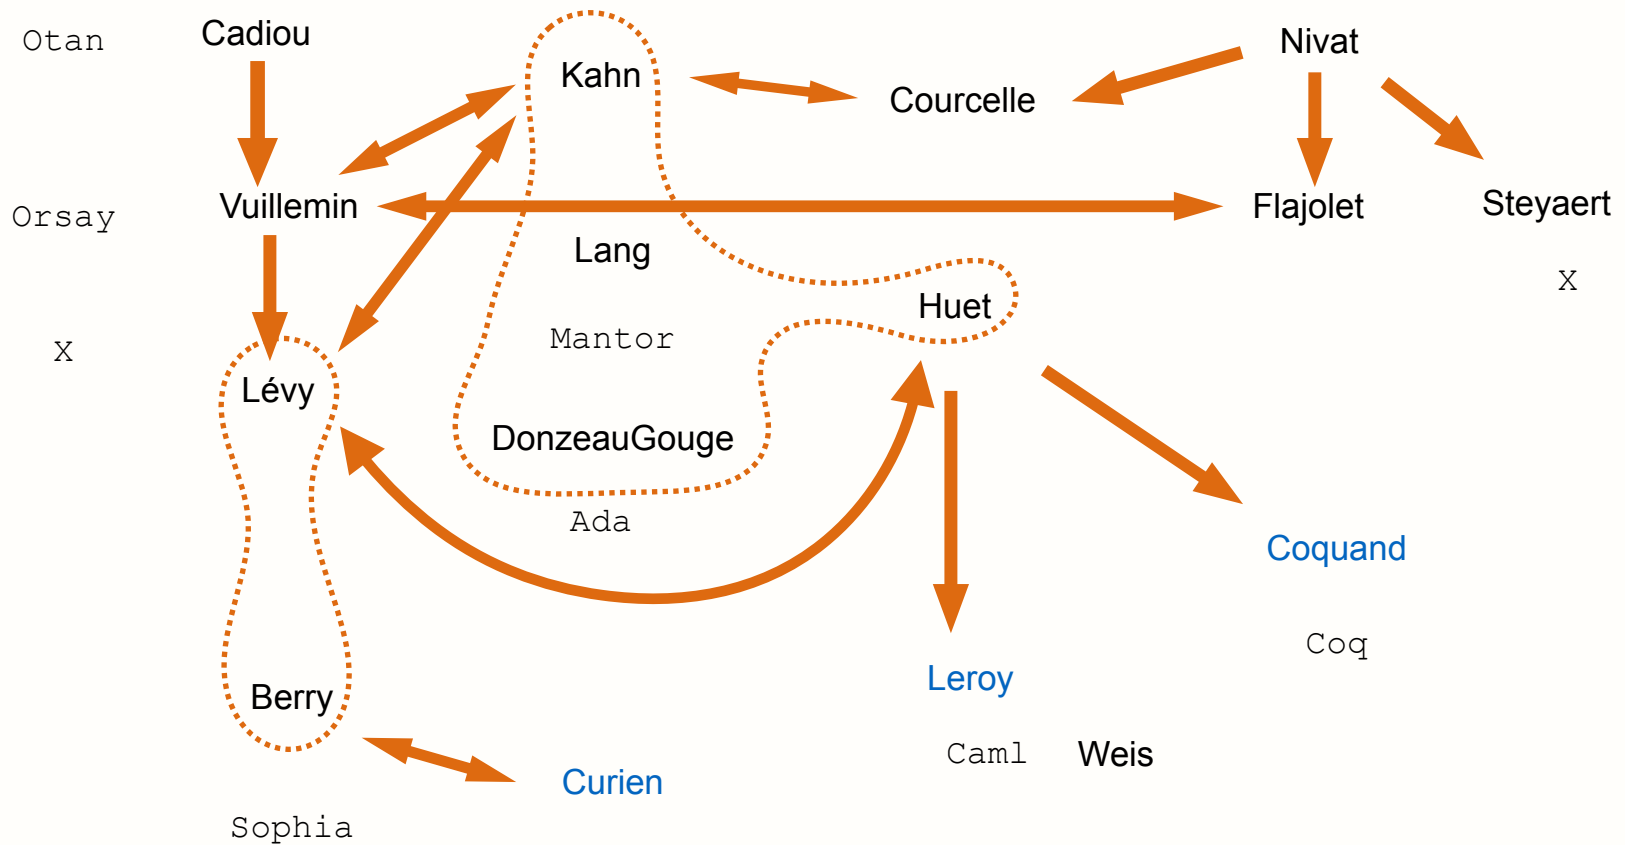 Otan
Cadiou
Kahn
Nivat
Courcelle
Orsay
Vuillemin
Flajolet
Steyaert
Lang
X
Huet
Mantor
X
Lévy
DonzeauGouge
Ada
Coquand
Coq
Leroy
Berry
Caml Weis
Curien
Sophia